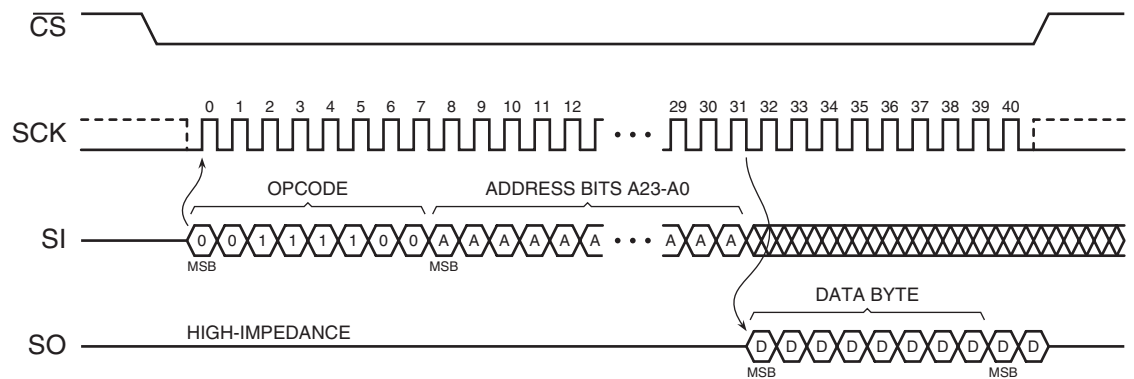 CS
0 1 2 3 4 5 6 7 8 9 10 11 12 29 30 31 32 33 34 35 36 37 38 39 40
SCK
OPCODE ADDRESS BITS A23-A0
SI 0 0 1 1 1 1 0 0 A A A A A A A A A
MSB MSB
DATA BYTE
HIGH-IMPEDANCE
SO D D D D D D D D D D
MSB MSB